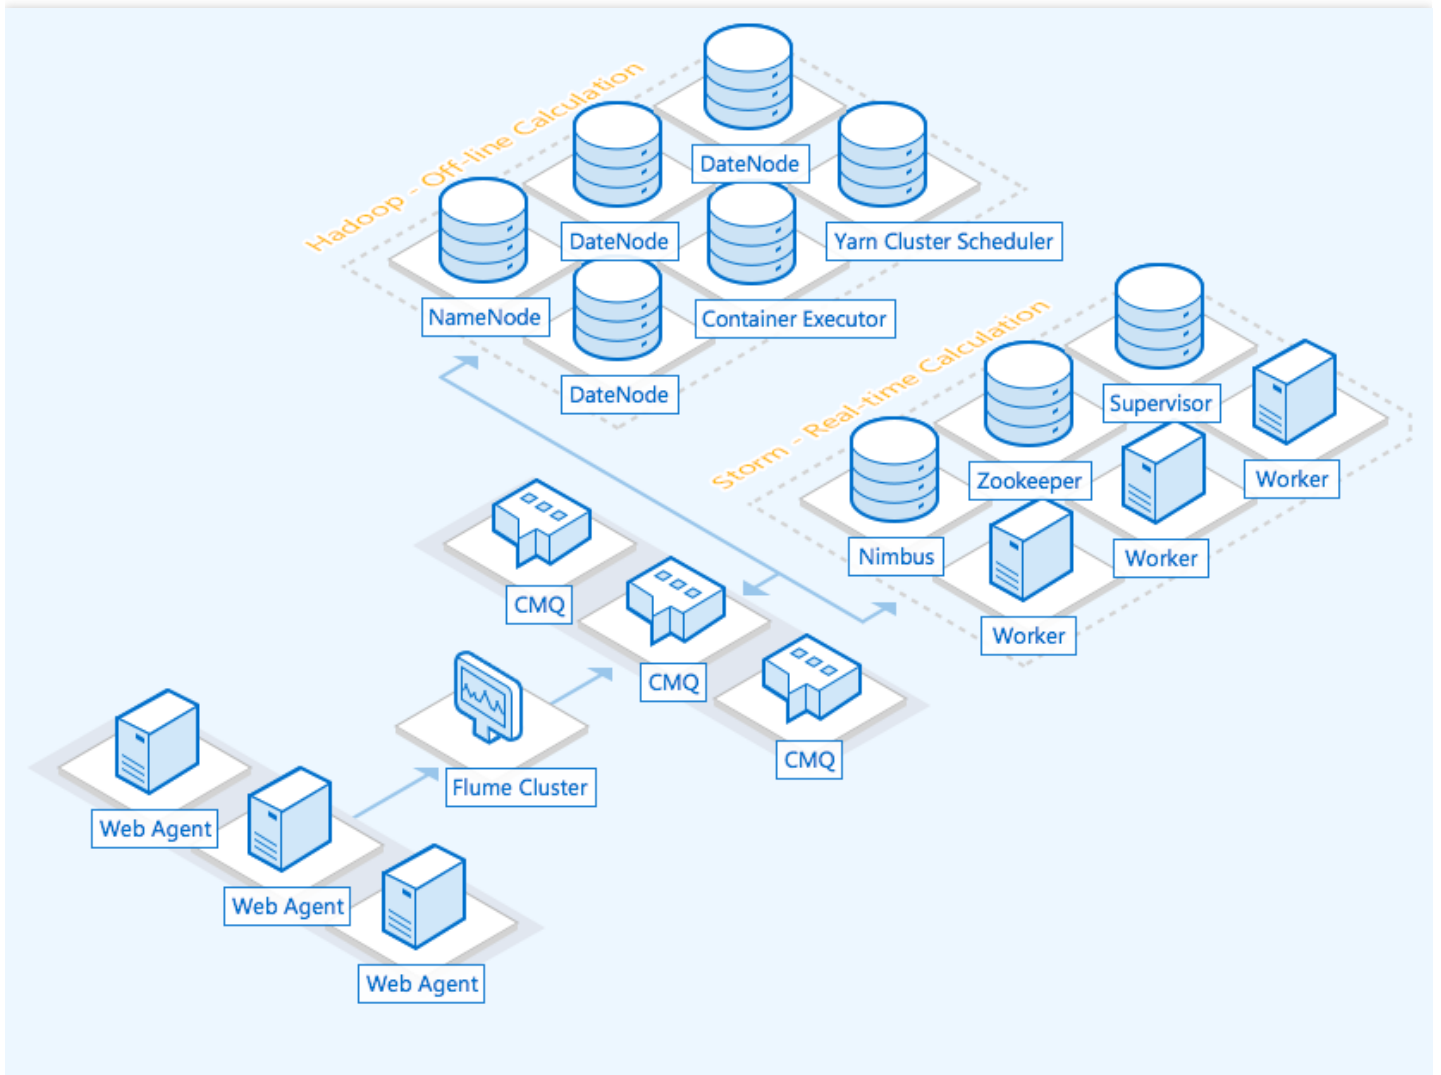 Hadoop - Off-line Calculation
DateNode
DateNode
Yarn Cluster Scheduler
NameNode
Container Executor
DateNode
Storm - Real-time Calculation
Supervisor
Zookeeper
Worker
Nimbus
Worker
Worker
CMQ
CMQ
CMQ
Flume Cluster
Web Agent
Web Agent
Web Agent